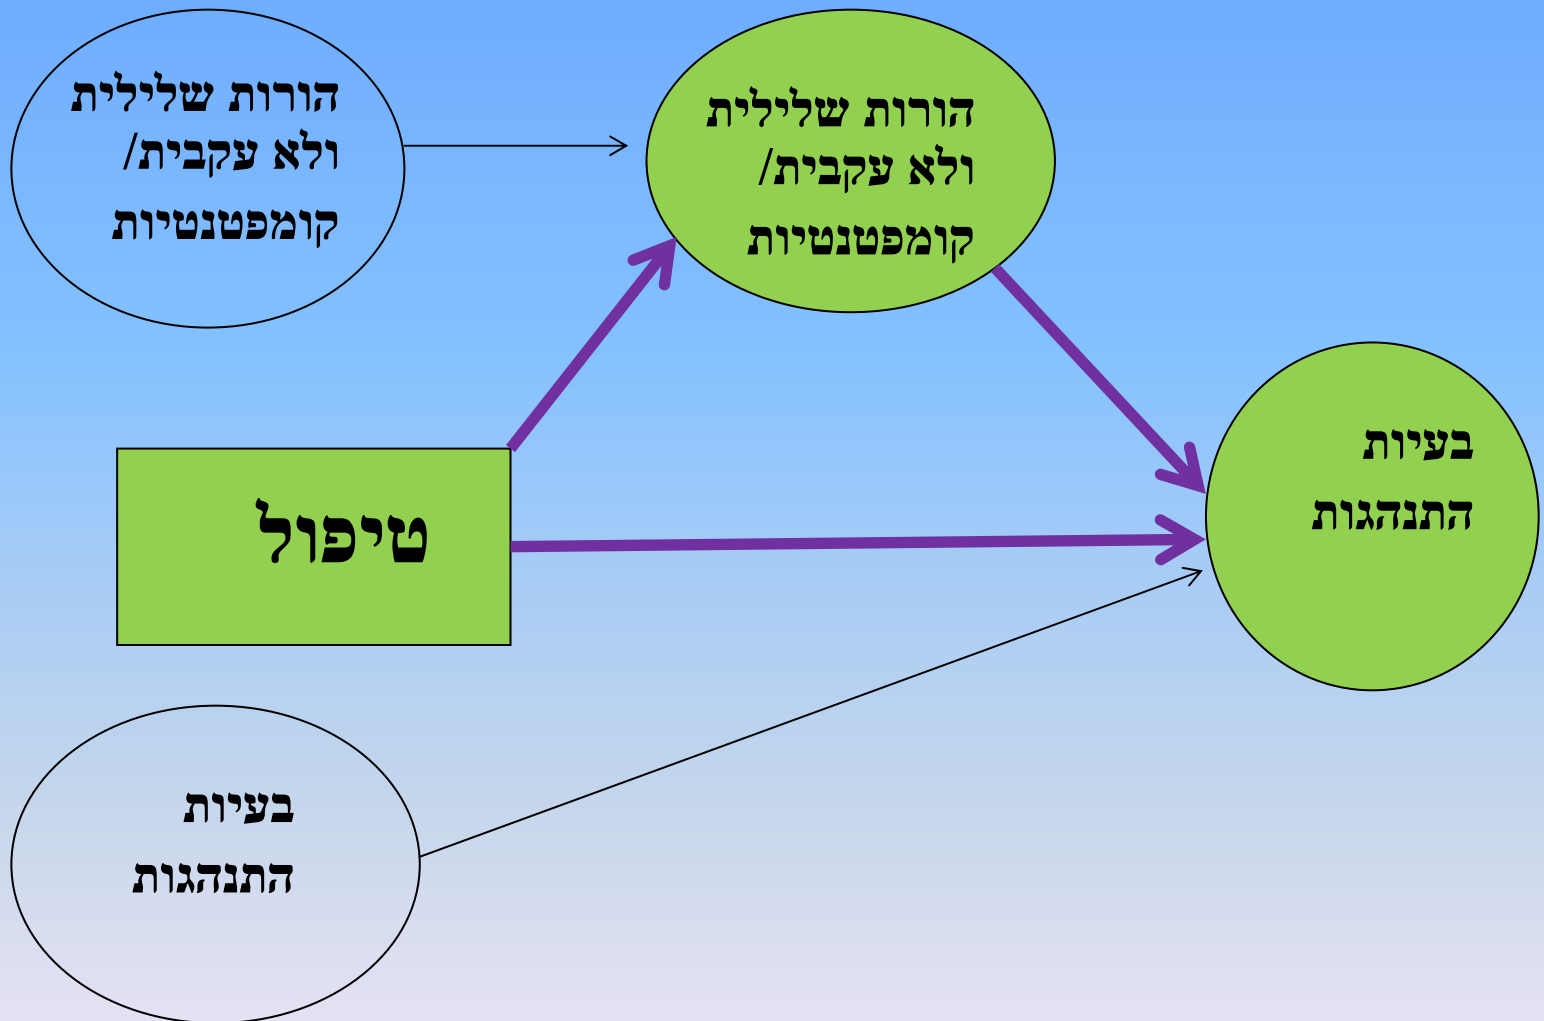 הורות שלילית
ולא עקבית/
קומפטנטיות
הורות שלילית
ולא עקבית/
קומפטנטיות
בעיות
התנהגות
טיפול
בעיות
התנהגות